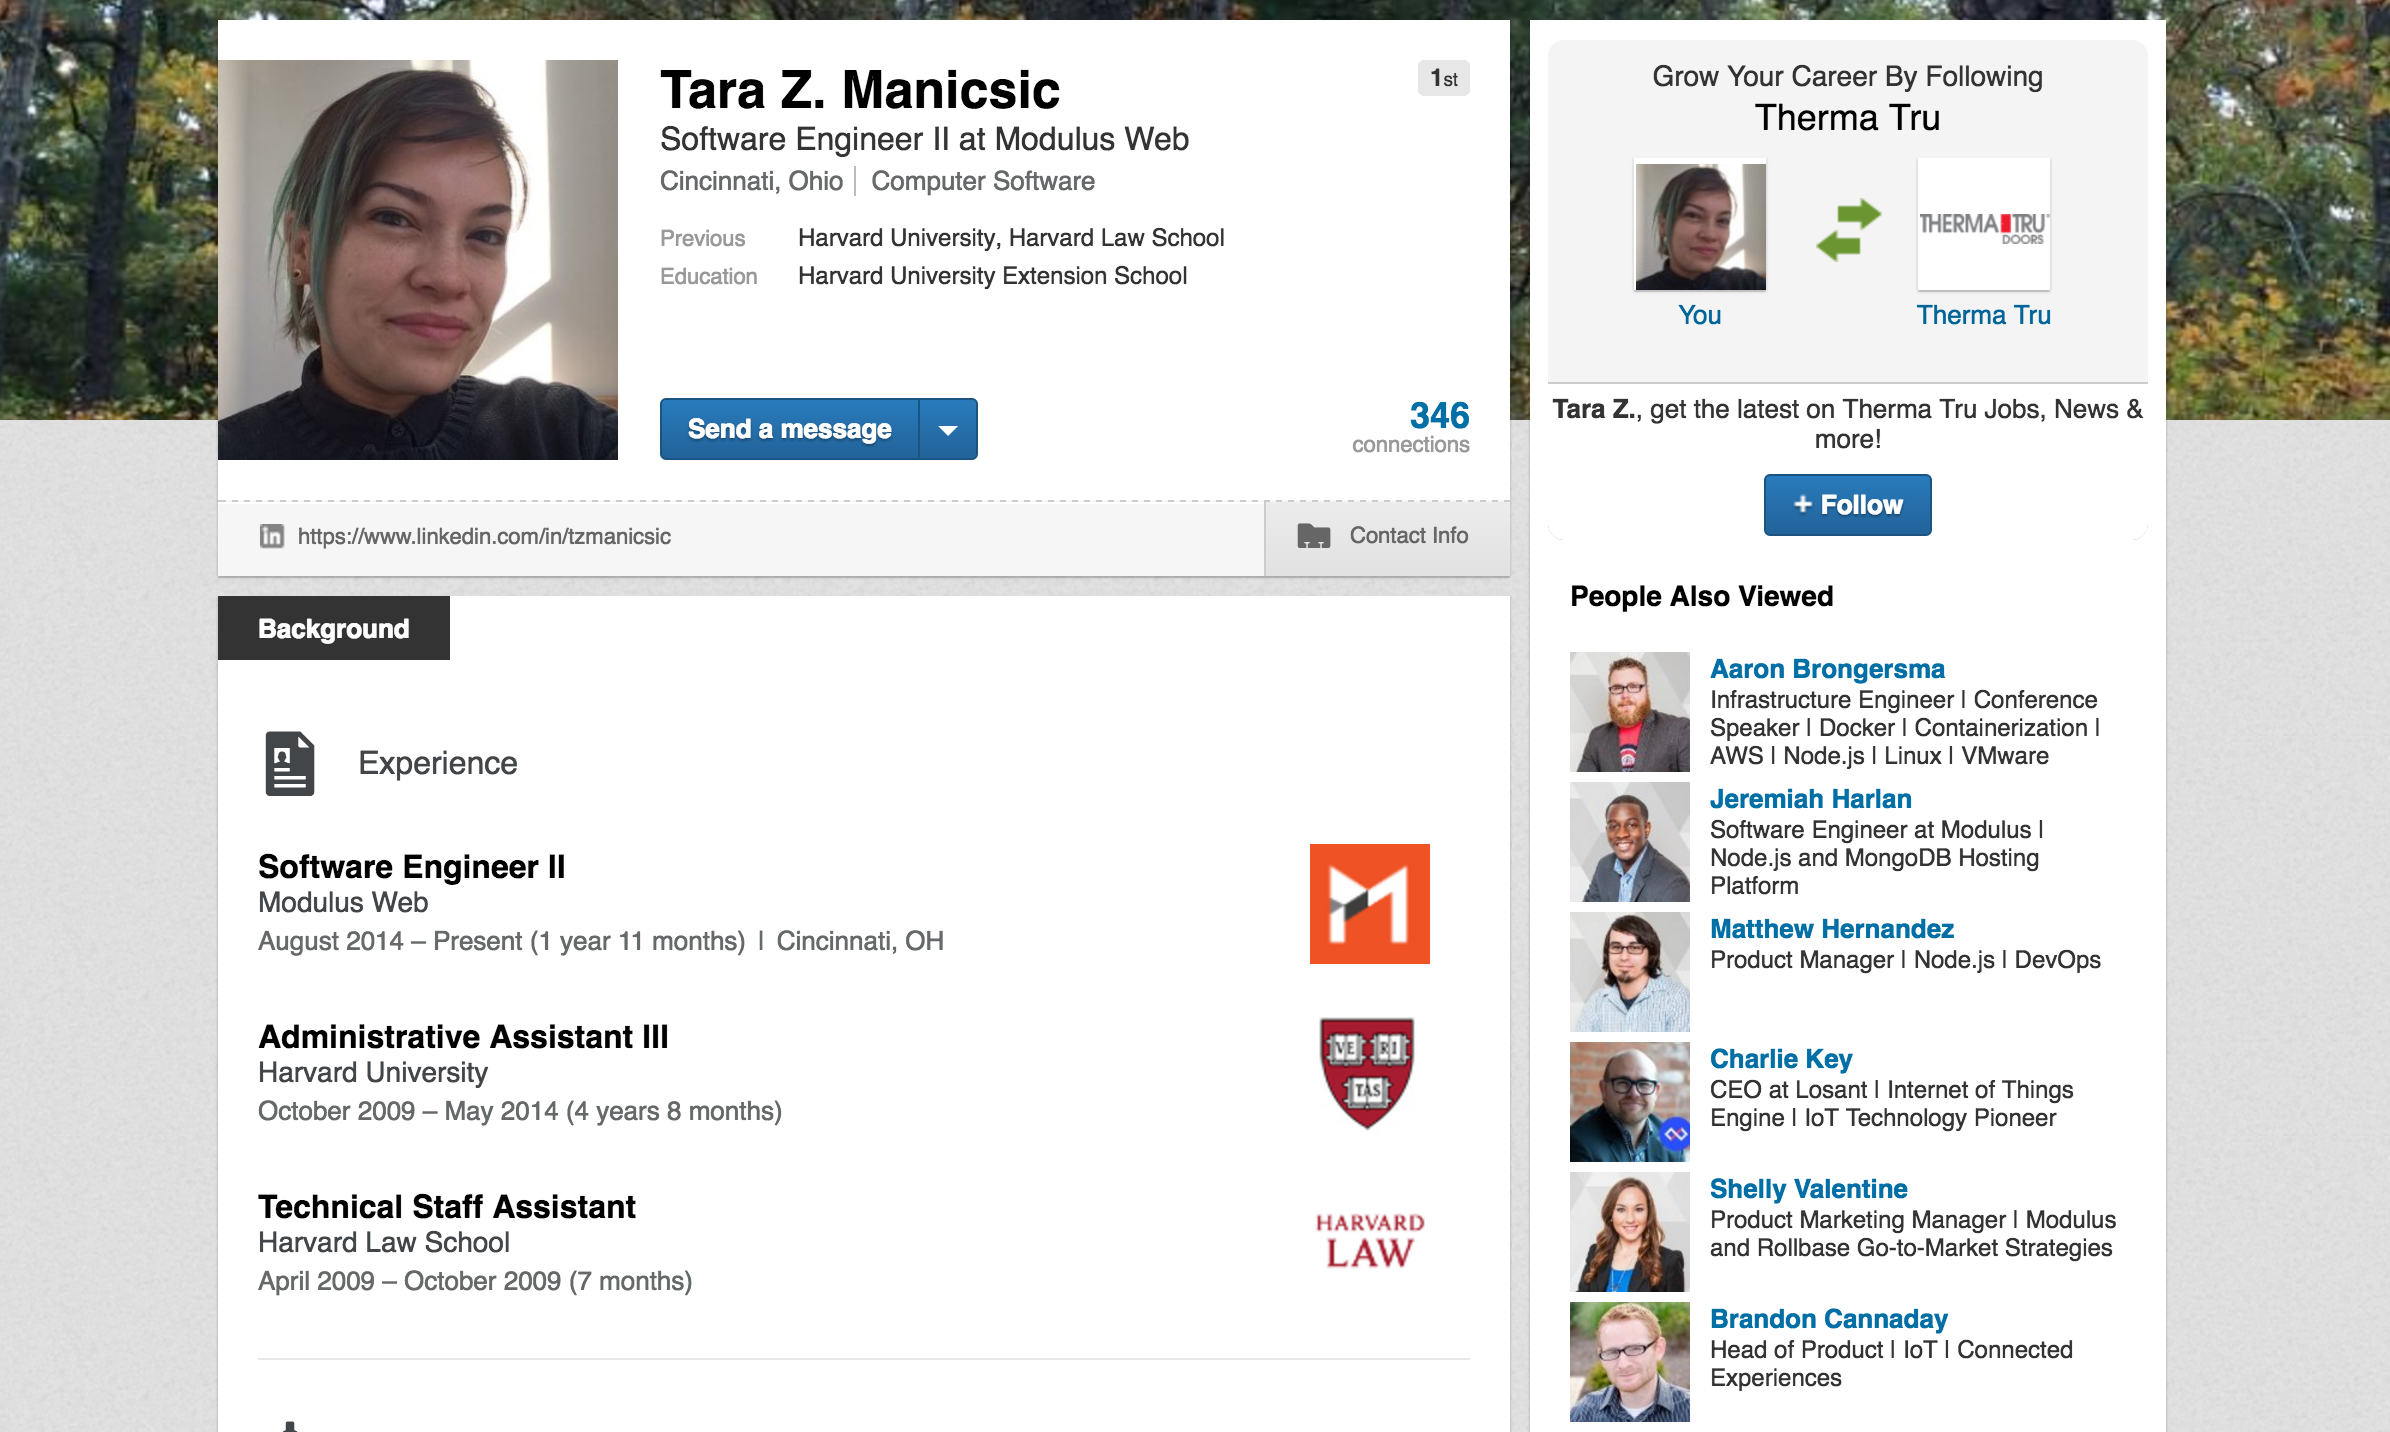 Tara Z. Manicsic
1st
Software Engineer II at Modulus Web
Cincinnati, Ohio | Computer Software
Previous Harvard University, Harvard Law School
Education Harvard University Extension School
Send a message
346
connections
https://www.linkedin.com/in/tzmanicsic
Contact Info
Background
Experience
Software Engineer II
Modulus Web
August 2014 – Present (1 year 11 months) | Cincinnati, OH
Administrative Assistant III
Harvard University
October 2009 – May 2014 (4 years 8 months)
VE RI
TAS
Technical Staff Assistant
Harvard Law School
April 2009 – October 2009 (7 months)
HARVARD
LAW
Grow Your Career By Following
Therma Tru
THERMA TRU
DOORS
You
Therma Tru
Tara Z., get the latest on Therma Tru Jobs, News &
more!
+ Follow
People Also Viewed
Aaron Brongersma
Infrastructure Engineer | Conference
Speaker | Docker | Containerization |
AWS | Node.js | Linux | VMware
Jeremiah Harlan
Software Engineer at Modulus |
Node.js and MongoDB Hosting
Platform
Matthew Hernandez
Product Manager | Node.js | DevOps
Charlie Key
CEO at Losant | Internet of Things
Engine | IoT Technology Pioneer
Shelly Valentine
Product Marketing Manager | Modulus
and Rollbase Go-to-Market Strategies
Brandon Cannaday
Head of Product | IoT | Connected
Experiences